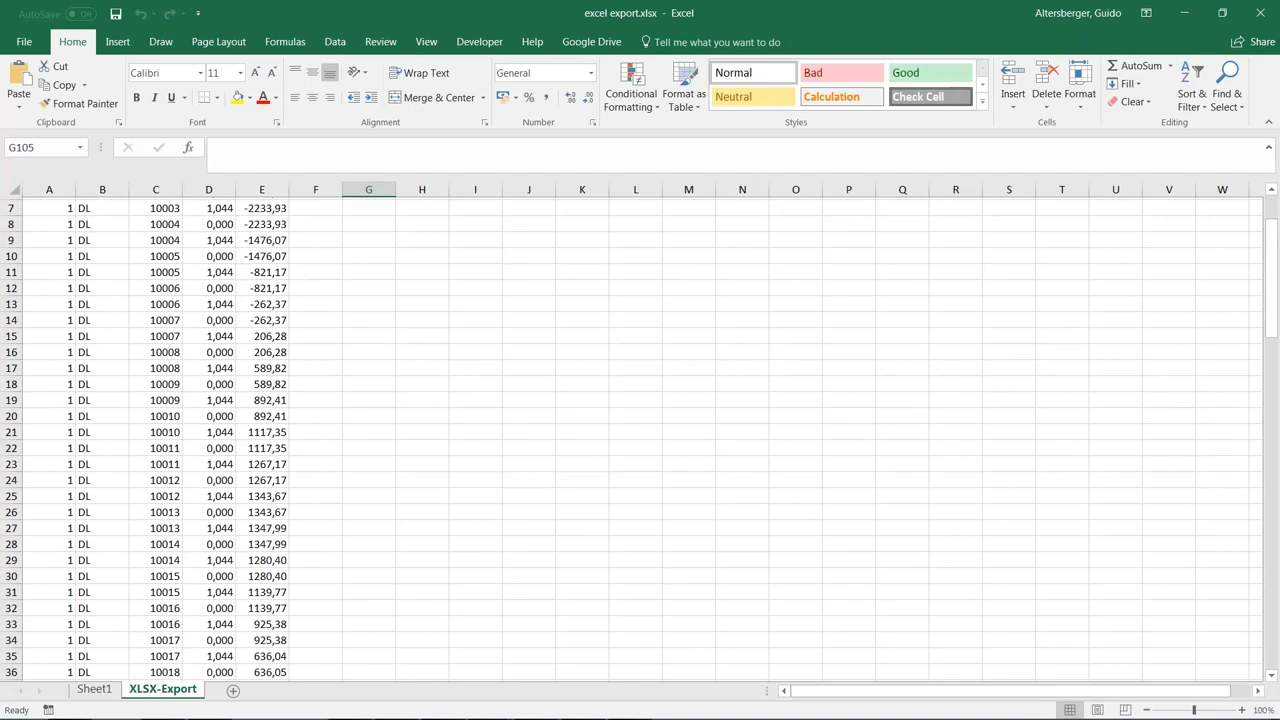 AutoSave Off
excel export.xlsx - Excel
Altersberger, Guido
File Home Insert Draw Page Layout Formulas Data Review View Developer Help Google Drive Tell me what you want to do Share
Paste
Cut
Copy
Format Painter
Clipboard
Calibri 11
B I U A
Font
Wrap Text
Merge & Center
Alignment
General
% ,
Number
Conditional Formatting
Format as Table
Normal Bad Good
Neutral Calculation Check Cell
Styles
Insert Delete Format
Cells
AutoSum
Fill
Clear
Sort & Filter
Find & Select
Editing
G105 fx
A B C D E F G H I J K L M N O P Q R S T U V W
7 1 DL 10003 1,044 -2233,93
8 1 DL 10004 0,000 -2233,93
9 1 DL 10004 1,044 -1476,07
10 1 DL 10005 0,000 -1476,07
11 1 DL 10005 1,044 -821,17
12 1 DL 10006 0,000 -821,17
13 1 DL 10006 1,044 -262,37
14 1 DL 10007 0,000 -262,37
15 1 DL 10007 1,044 206,28
16 1 DL 10008 0,000 206,28
17 1 DL 10008 1,044 589,82
18 1 DL 10009 0,000 589,82
19 1 DL 10009 1,044 892,41
20 1 DL 10010 0,000 892,41
21 1 DL 10010 1,044 1117,35
22 1 DL 10011 0,000 1117,35
23 1 DL 10011 1,044 1267,17
24 1 DL 10012 0,000 1267,17
25 1 DL 10012 1,044 1343,67
26 1 DL 10013 0,000 1343,67
27 1 DL 10013 1,044 1347,99
28 1 DL 10014 0,000 1347,99
29 1 DL 10014 1,044 1280,40
30 1 DL 10015 0,000 1280,40
31 1 DL 10015 1,044 1139,77
32 1 DL 10016 0,000 1139,77
33 1 DL 10016 1,044 925,38
34 1 DL 10017 0,000 925,38
35 1 DL 10017 1,044 636,04
36 1 DL 10018 0,000 636,05
Sheet1 XLSX-Export
Ready 100%